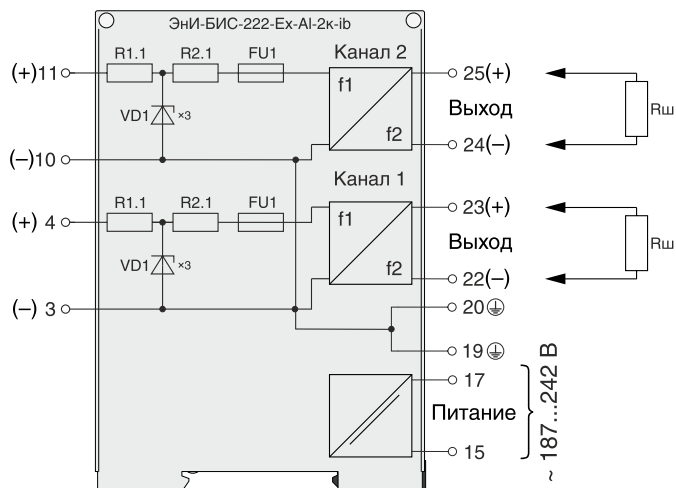 ЭнИ-БИС-222-Ex-AI-2к-ib
R1.1 R2.1 FU1 Канал 2
(+)11 f1 25(+)
VD1 ×3 Выход Rш
f2
(–)10 24(–)
Канал 1
R1.1 R2.1 FU1
(+) 4 f1 23(+)
VD1 ×3 Выход Rш
f2
22(–)
(–) 3 20
19
17
Питание
15
~ 187...242 В